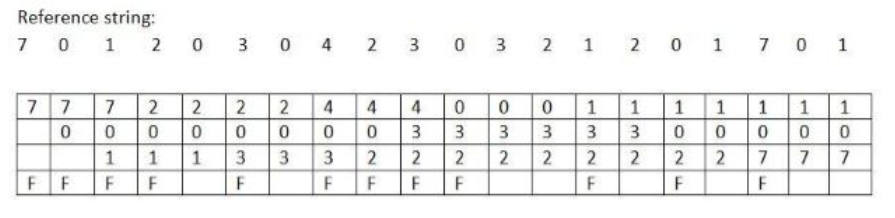 Reference string:
7 0 1 2 0 3 0 4 2 3 0 3 2 1 2 0 1 7 0 1
7 7 7 2 2 2 2 4 4 4 0 0 0 1 1 1 1 1 1 1
0 0 0 0 0 0 0 0 3 3 3 3 3 3 0 0 0 0 0
1 1 1 3 3 3 2 2 2 2 2 2 2 2 2 7 7 7
F F F F F F F F F F F F